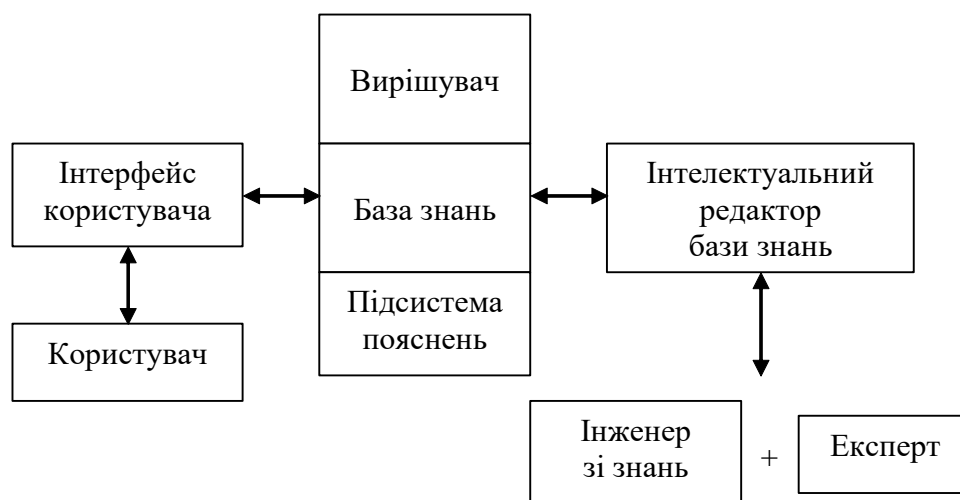 Вирішувач
Інтерфейс
користувача
База знань
Інтелектуальний
редактор
бази знань
Підсистема
пояснень
Користувач
Інженер
зі знань
+
Експерт